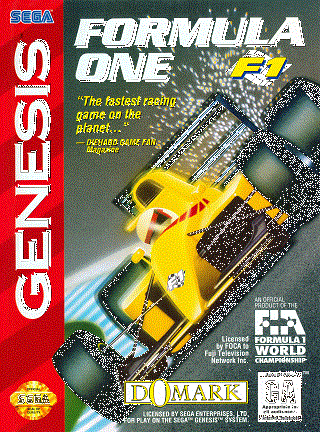 SEGA
GENESIS
FORMULA
ONE
F1
"The fastest racing
game on the
planet..."
— DIEHARD GAME FAN
Magazine
AN OFFICIAL
PRODUCT OF THE
FIA
FORMULA 1
WORLD
CHAMPIONSHIP
Licensed
by FOCA to
Fuji Television
Network Inc.
DOMARK
LICENSED BY SEGA ENTERPRISES, LTD.
FOR PLAY ON THE SEGA™ GENESIS™ SYSTEM.
SEGA
GA